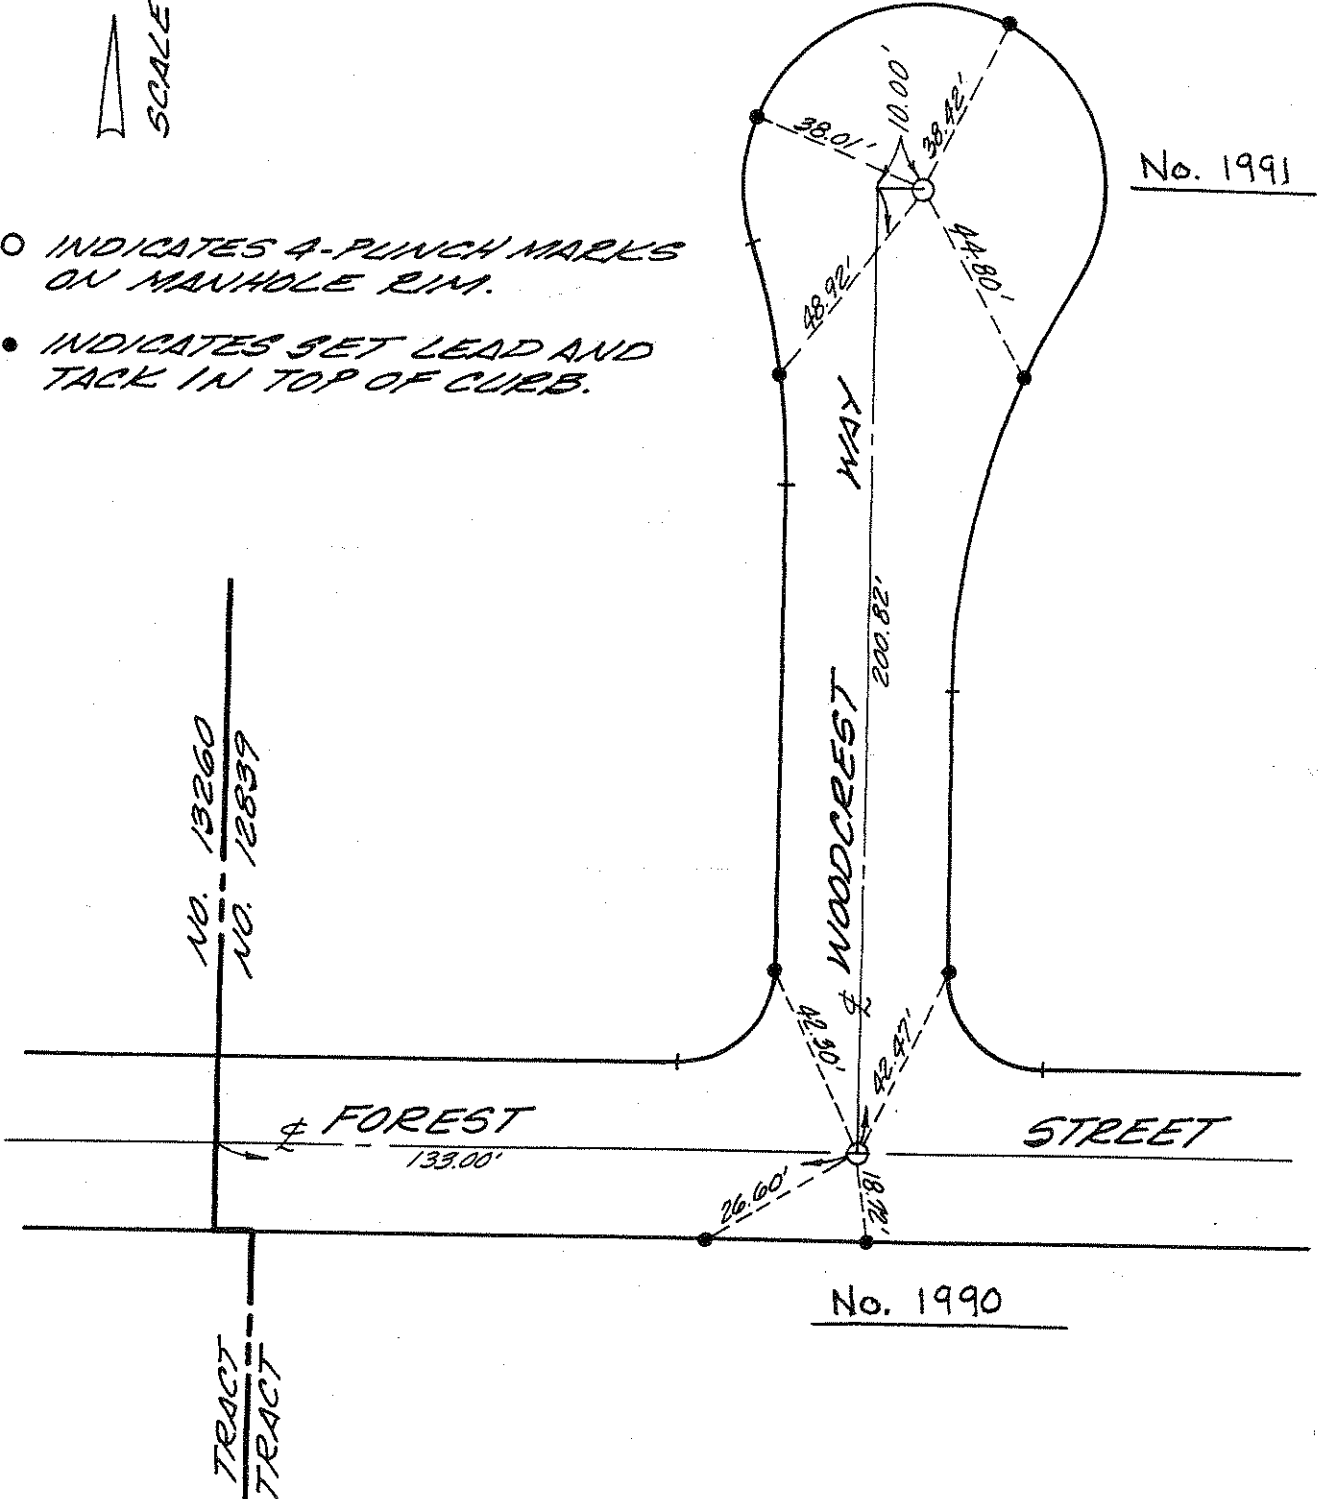 SCALE
10.00'
38.42'
38.01'
No. 1991
O INDICATES 4-PUNCH MARKS
ON MANHOLE RIM.
44.80'
48.92'
● INDICATES SET LEAD AND
TACK IN TOP OF CURB.
WAY
200.82'
WOODCREST
℄
NO. 13260
NO. 12839
42.30'
42.47'
℄ FOREST
STREET
133.00'
26.60'
18.92'
No. 1990
TRACT
TRACT